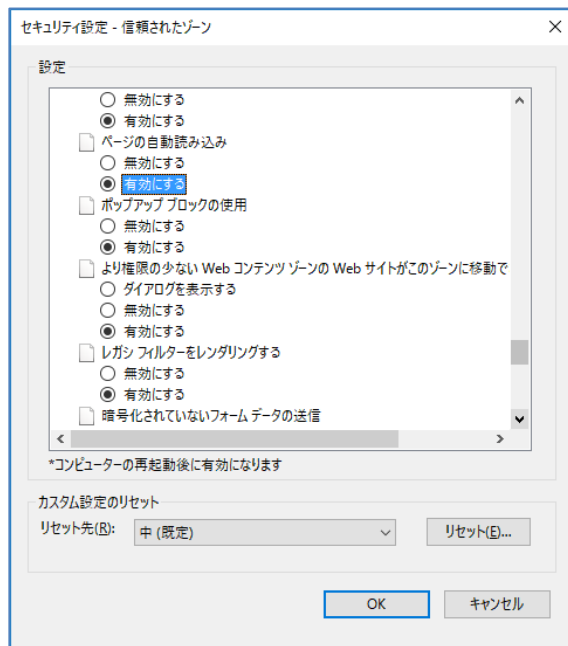 セキュリティ設定 - 信頼されたゾーン
設定
無効にする
有効にする
ページの自動読み込み
無効にする
有効にする
ポップアップ ブロックの使用
無効にする
有効にする
より権限の少ない Web コンテンツ ゾーンの Web サイトがこのゾーンに移動で
ダイアログを表示する
無効にする
有効にする
レガシ フィルターをレンダリングする
無効にする
有効にする
暗号化されていないフォーム データの送信
*コンピューターの再起動後に有効になります
カスタム設定のリセット
リセット先(R): 中 (既定) リセット(E)...
OK キャンセル